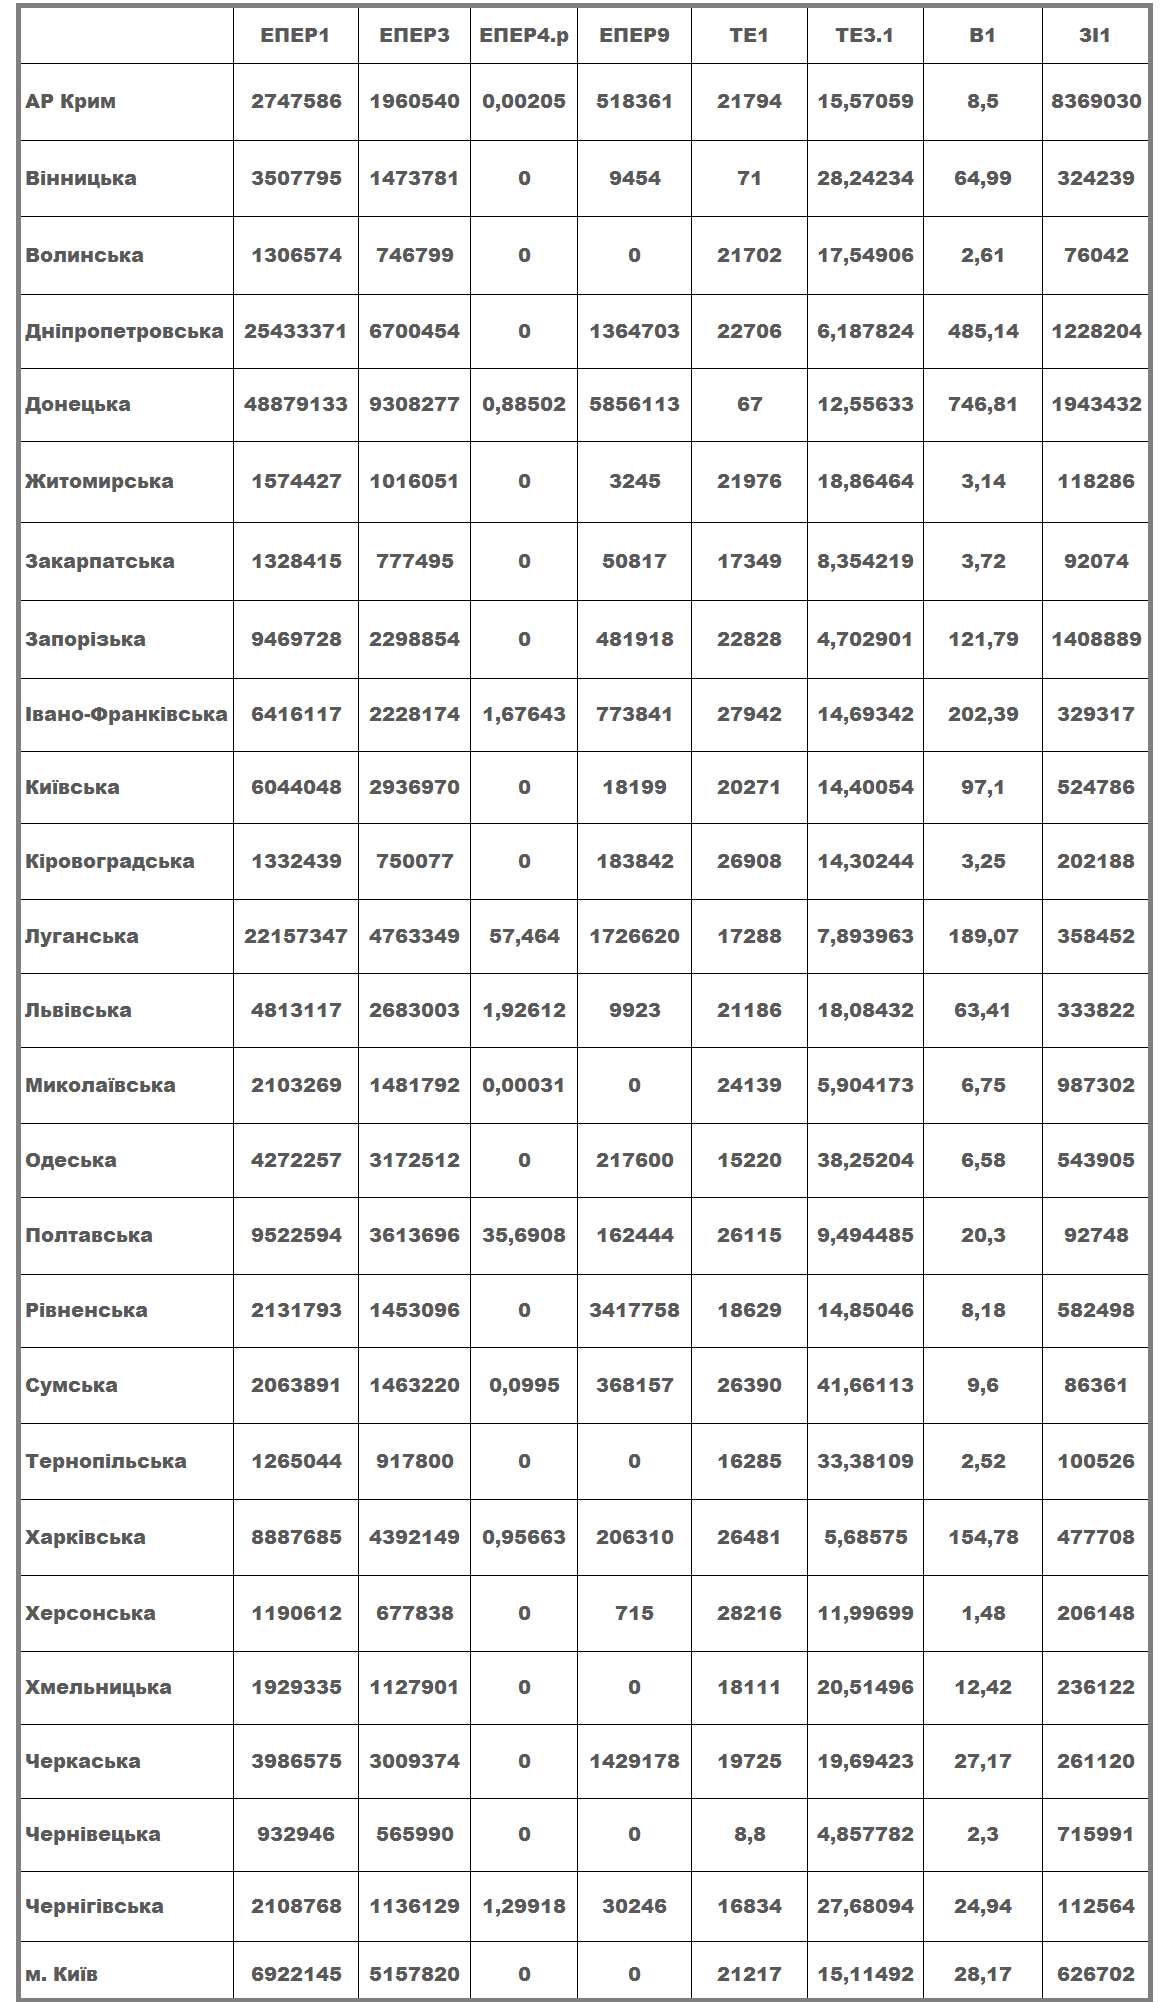 ЕПЕР1 ЕПЕР3 ЕПЕР4.р ЕПЕР9 ТЕ1 ТЕ3.1 В1 ЗІ1
АР Крим 2747586 1960540 0,00205 518361 21794 15,57059 8,5 8369030
Вінницька 3507795 1473781 0 9454 71 28,24234 64,99 324239
Волинська 1306574 746799 0 0 21702 17,54906 2,61 76042
Дніпропетровська 25433371 6700454 0 1364703 22706 6,187824 485,14 1228204
Донецька 48879133 9308277 0,88502 5856113 67 12,55633 746,81 1943432
Житомирська 1574427 1016051 0 3245 21976 18,86464 3,14 118286
Закарпатська 1328415 777495 0 50817 17349 8,354219 3,72 92074
Запорізька 9469728 2298854 0 481918 22828 4,702901 121,79 1408889
Івано-Франківська 6416117 2228174 1,67643 773841 27942 14,69342 202,39 329317
Київська 6044048 2936970 0 18199 20271 14,40054 97,1 524786
Кіровоградська 1332439 750077 0 183842 26908 14,30244 3,25 202188
Луганська 22157347 4763349 57,464 1726620 17288 7,893963 189,07 358452
Львівська 4813117 2683003 1,92612 9923 21186 18,08432 63,41 333822
Миколаївська 2103269 1481792 0,00031 0 24139 5,904173 6,75 987302
Одеська 4272257 3172512 0 217600 15220 38,25204 6,58 543905
Полтавська 9522594 3613696 35,6908 162444 26115 9,494485 20,3 92748
Рівненська 2131793 1453096 0 3417758 18629 14,85046 8,18 582498
Сумська 2063891 1463220 0,0995 368157 26390 41,66113 9,6 86361
Тернопільська 1265044 917800 0 0 16285 33,38109 2,52 100526
Харківська 8887685 4392149 0,95663 206310 26481 5,68575 154,78 477708
Херсонська 1190612 677838 0 715 28216 11,99699 1,48 206148
Хмельницька 1929335 1127901 0 0 18111 20,51496 12,42 236122
Черкаська 3986575 3009374 0 1429178 19725 19,69423 27,17 261120
Чернівецька 932946 565990 0 0 8,8 4,857782 2,3 715991
Чернігівська 2108768 1136129 1,29918 30246 16834 27,68094 24,94 112564
м. Київ 6922145 5157820 0 0 21217 15,11492 28,17 626702